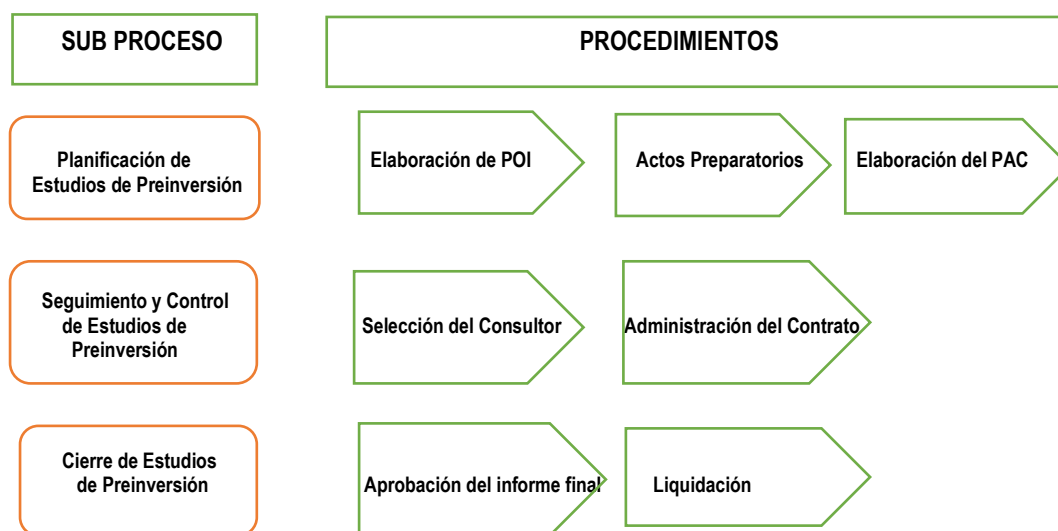 SUB PROCESO
PROCEDIMIENTOS
Planificación de
Estudios de Preinversión
Elaboración de POI
Actos Preparatorios
Elaboración del PAC
Seguimiento y Control
de Estudios de
Preinversión
Selección del Consultor
Administración del Contrato
Cierre de Estudios
de Preinversión
Aprobación del informe final
Liquidación